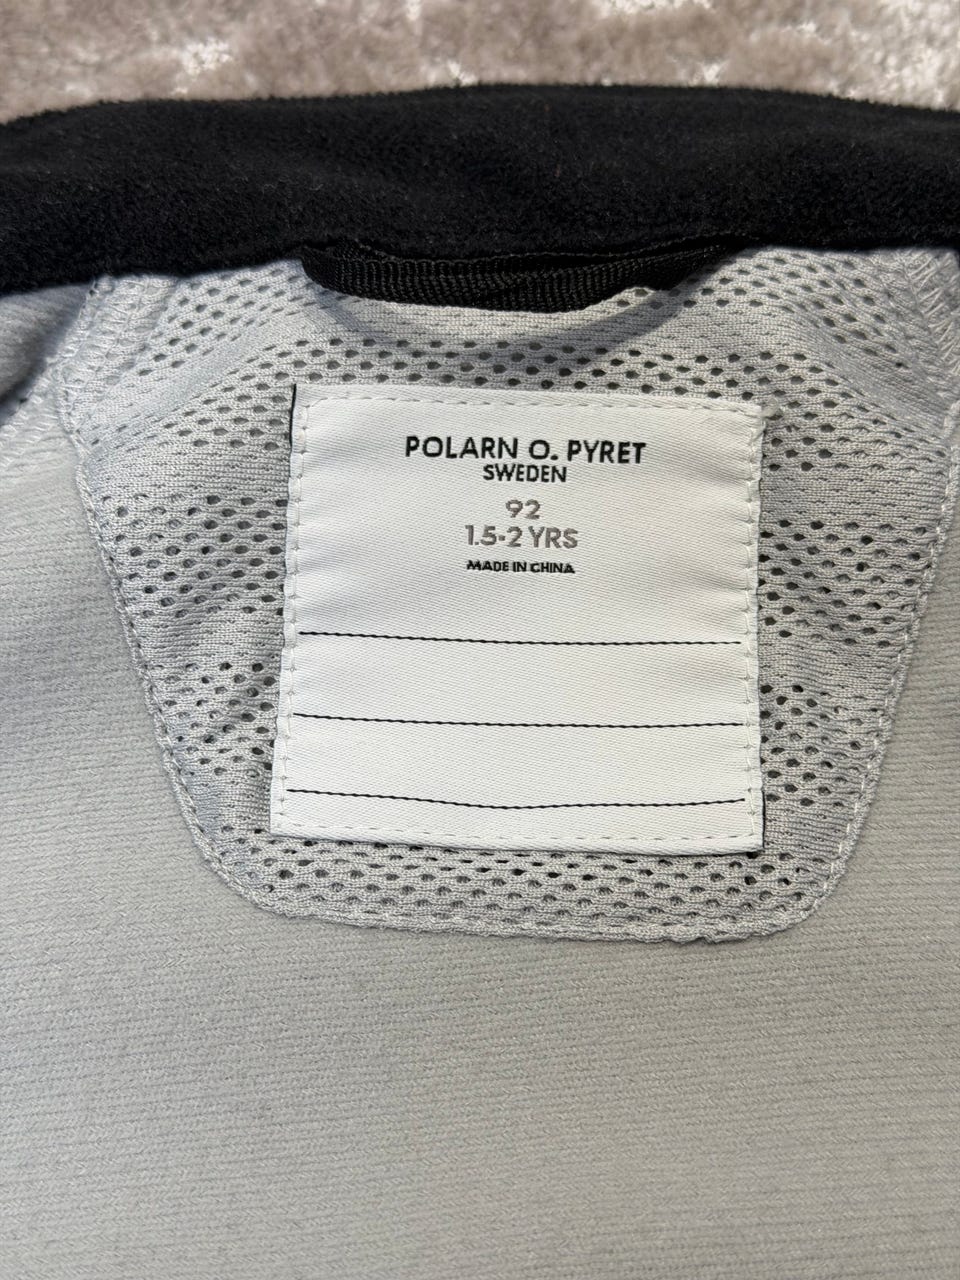 POLARN O. PYRET
SWEDEN
92
1.5-2 YRS
MADE IN CHINA